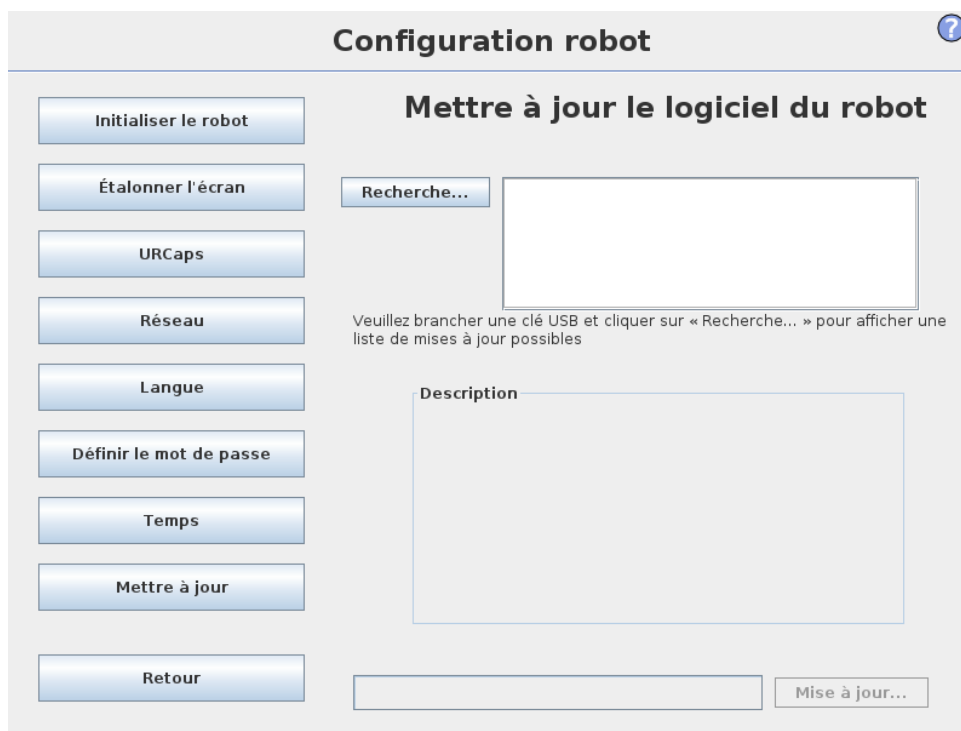 Configuration robot
?
Initialiser le robot
Étalonner l'écran
URCaps
Réseau
Langue
Définir le mot de passe
Temps
Mettre à jour
Retour
Mettre à jour le logiciel du robot
Recherche...
Veuillez brancher une clé USB et cliquer sur « Recherche... » pour afficher une
liste de mises à jour possibles
Description
Mise à jour...